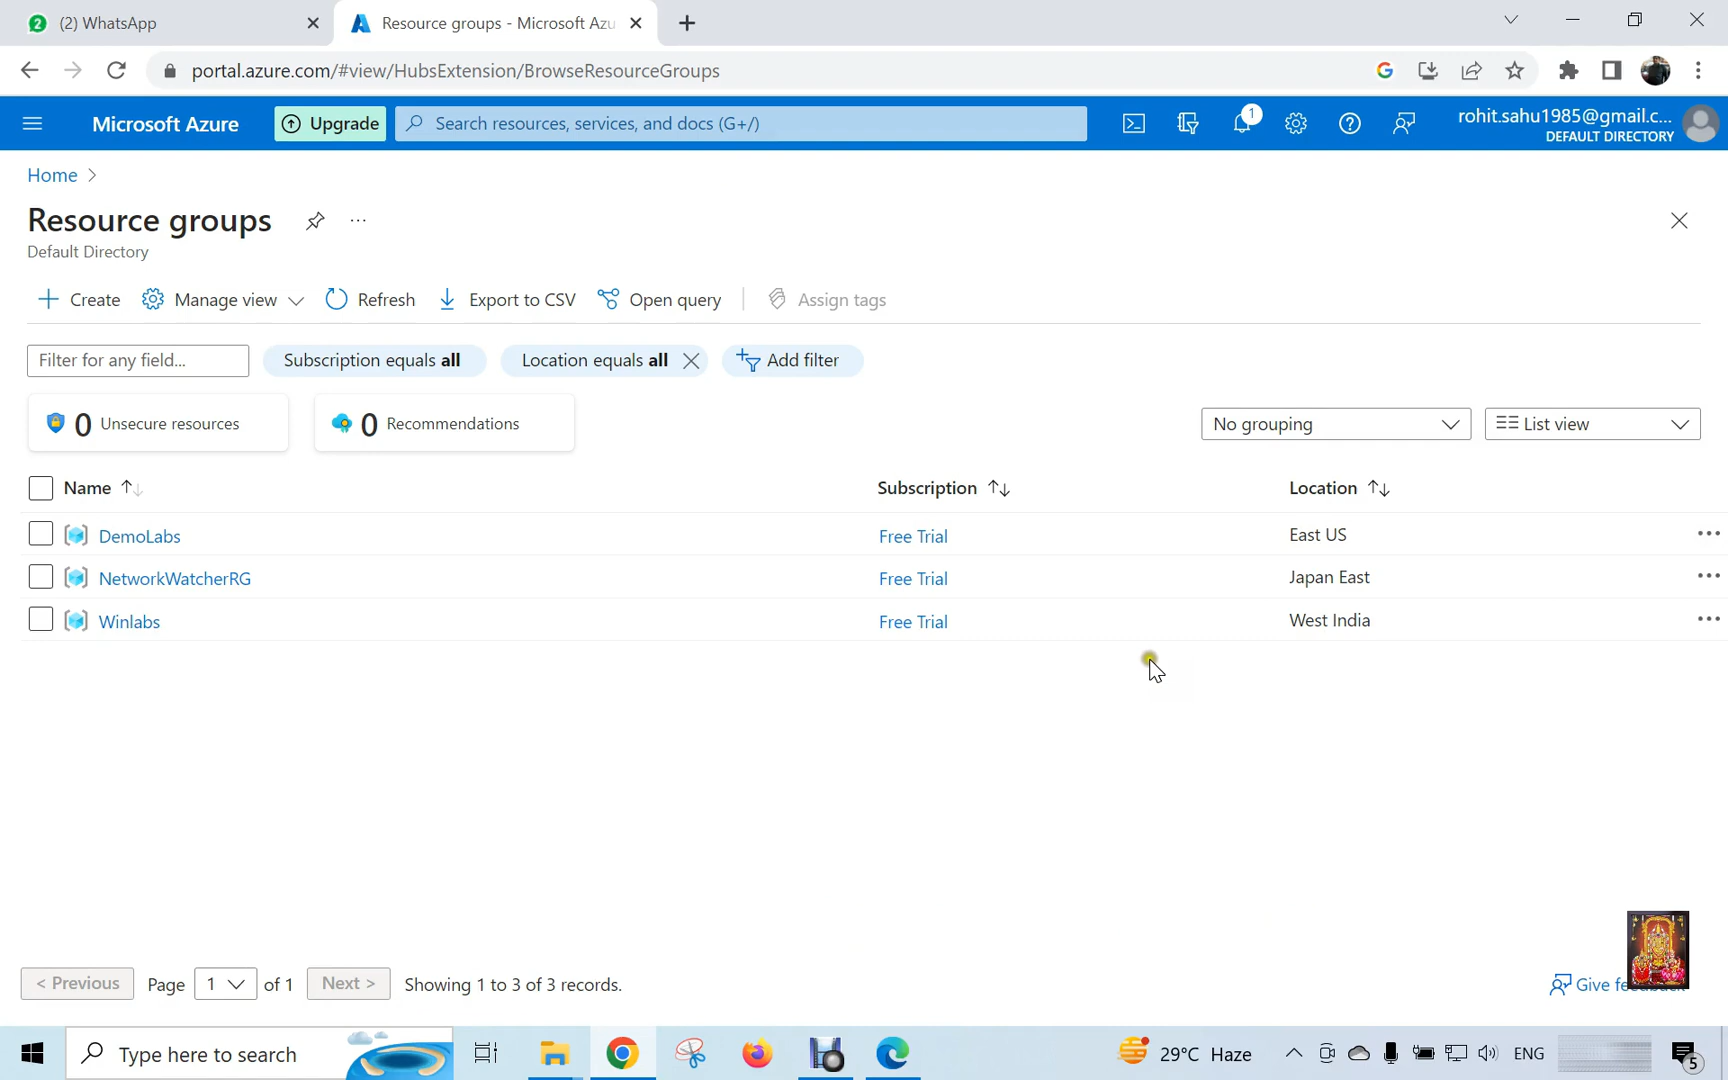 (2) WhatsApp
Resource groups - Microsoft Azu
portal.azure.com/#view/HubsExtension/BrowseResourceGroups
Microsoft Azure
Upgrade
Search resources, services, and docs (G+/)
1
rohit.sahu1985@gmail.c...
DEFAULT DIRECTORY
Home
Resource groups
Default Directory
Create
Manage view
Refresh
Export to CSV
Open query
Assign tags
Filter for any field...
Subscription equals all
Location equals all
Add filter
0 Unsecure resources
0 Recommendations
No grouping
List view
Name
Subscription
Location
DemoLabs
Free Trial
East US
NetworkWatcherRG
Free Trial
Japan East
Winlabs
Free Trial
West India
< Previous
Page 1 of 1
Next >
Showing 1 to 3 of 3 records.
Give
Type here to search
29°C Haze
ENG
5